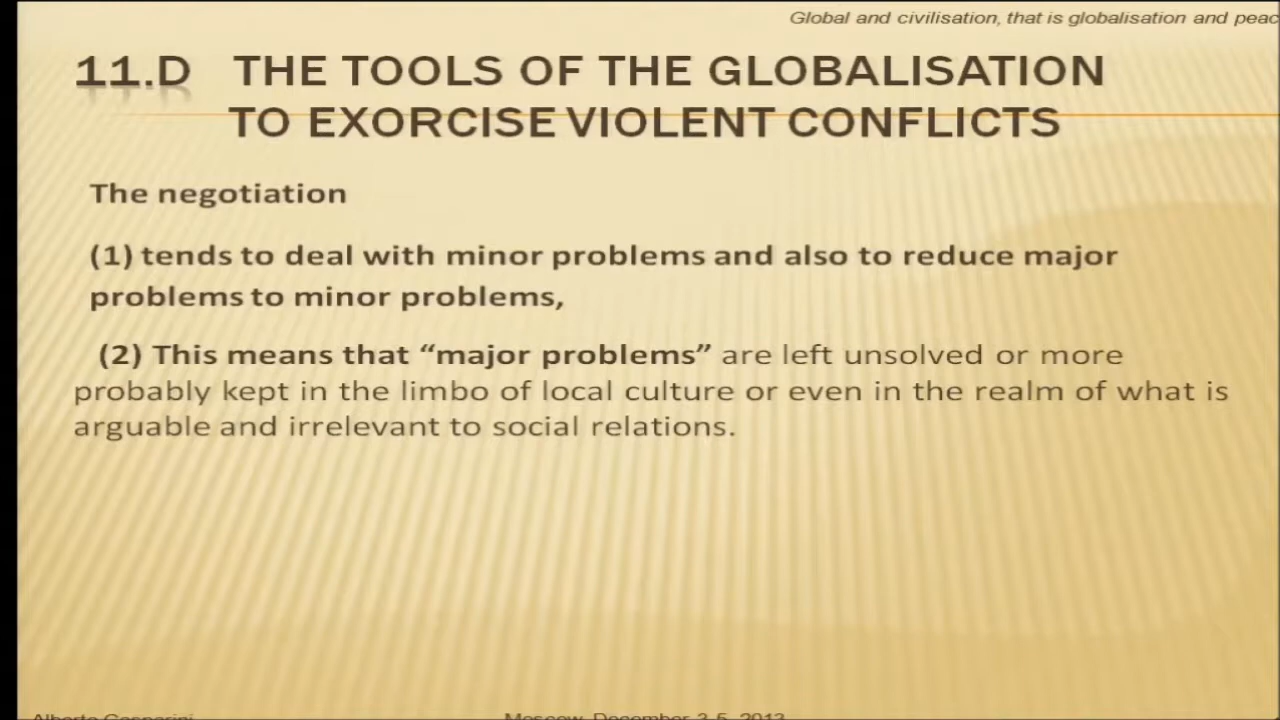 Global and civilisation, that is globalisation and peac
11.D THE TOOLS OF THE GLOBALISATION
TO EXORCISE VIOLENT CONFLICTS
The negotiation
(1) tends to deal with minor problems and also to reduce major
problems to minor problems,
(2) This means that “major problems” are left unsolved or more
probably kept in the limbo of local culture or even in the realm of what is
arguable and irrelevant to social relations.
Alberto Gasparini
Moscow, December 3-5, 2013